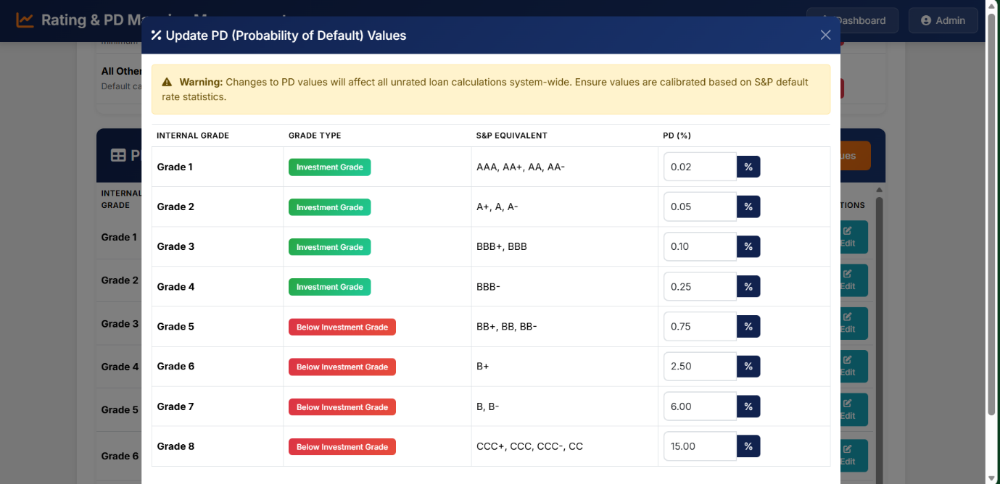 Rating & PD Ma
Dashboard
Admin
Update PD (Probability of Default) Values
All Other
Default ca
Warning: Changes to PD values will affect all unrated loan calculations system-wide. Ensure values are calibrated based on S&P default
rate statistics.
INTERNAL GRADE GRADE TYPE S&P EQUIVALENT PD (%)
Grade 1 Investment Grade AAA, AA+, AA, AA- 0.02 %
Grade 2 Investment Grade A+, A, A- 0.05 %
Grade 3 Investment Grade BBB+, BBB 0.10 %
Grade 4 Investment Grade BBB- 0.25 %
Grade 5 Below Investment Grade BB+, BB, BB- 0.75 %
Grade 6 Below Investment Grade B+ 2.50 %
Grade 7 Below Investment Grade B, B- 6.00 %
Grade 8 Below Investment Grade CCC+, CCC, CCC-, CC 15.00 %
P
ues
INTERNAL
GRADE
TIONS
Grade 1
Edit
Grade 2
Edit
Grade 3
Edit
Grade 4
Edit
Grade 5
Edit
Grade 6
Edit